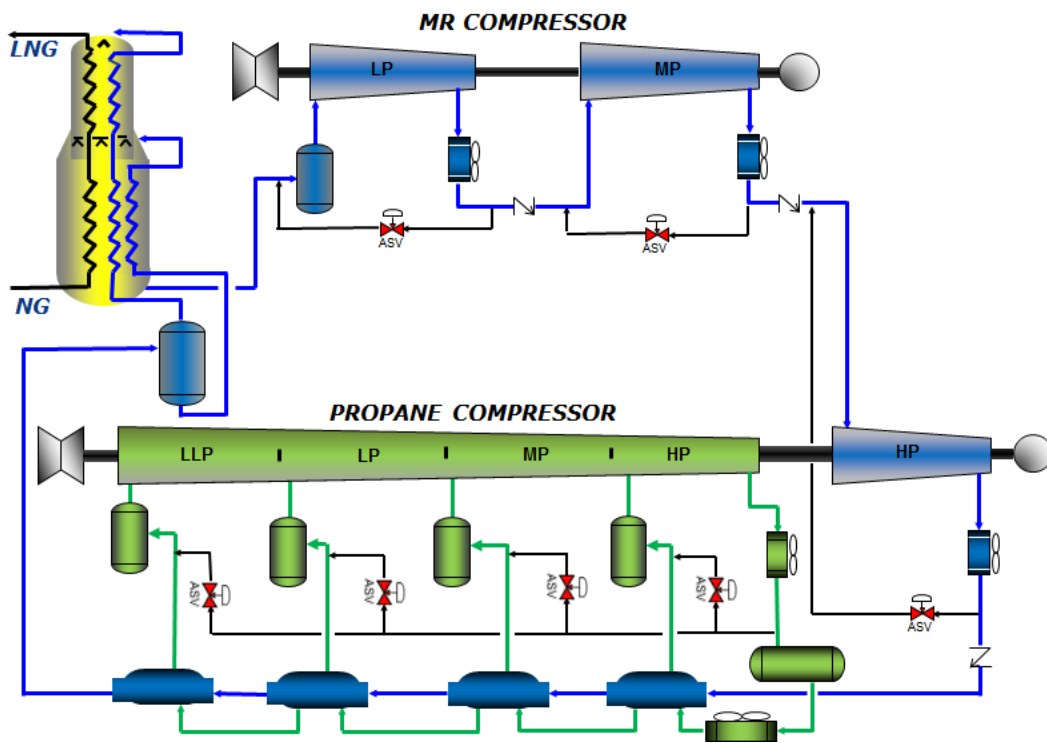 MR COMPRESSOR
LNG
LP
MP
ASV
ASV
NG
PROPANE COMPRESSOR
LLP
LP
MP
HP
HP
ASV
ASV
ASV
ASV
ASV